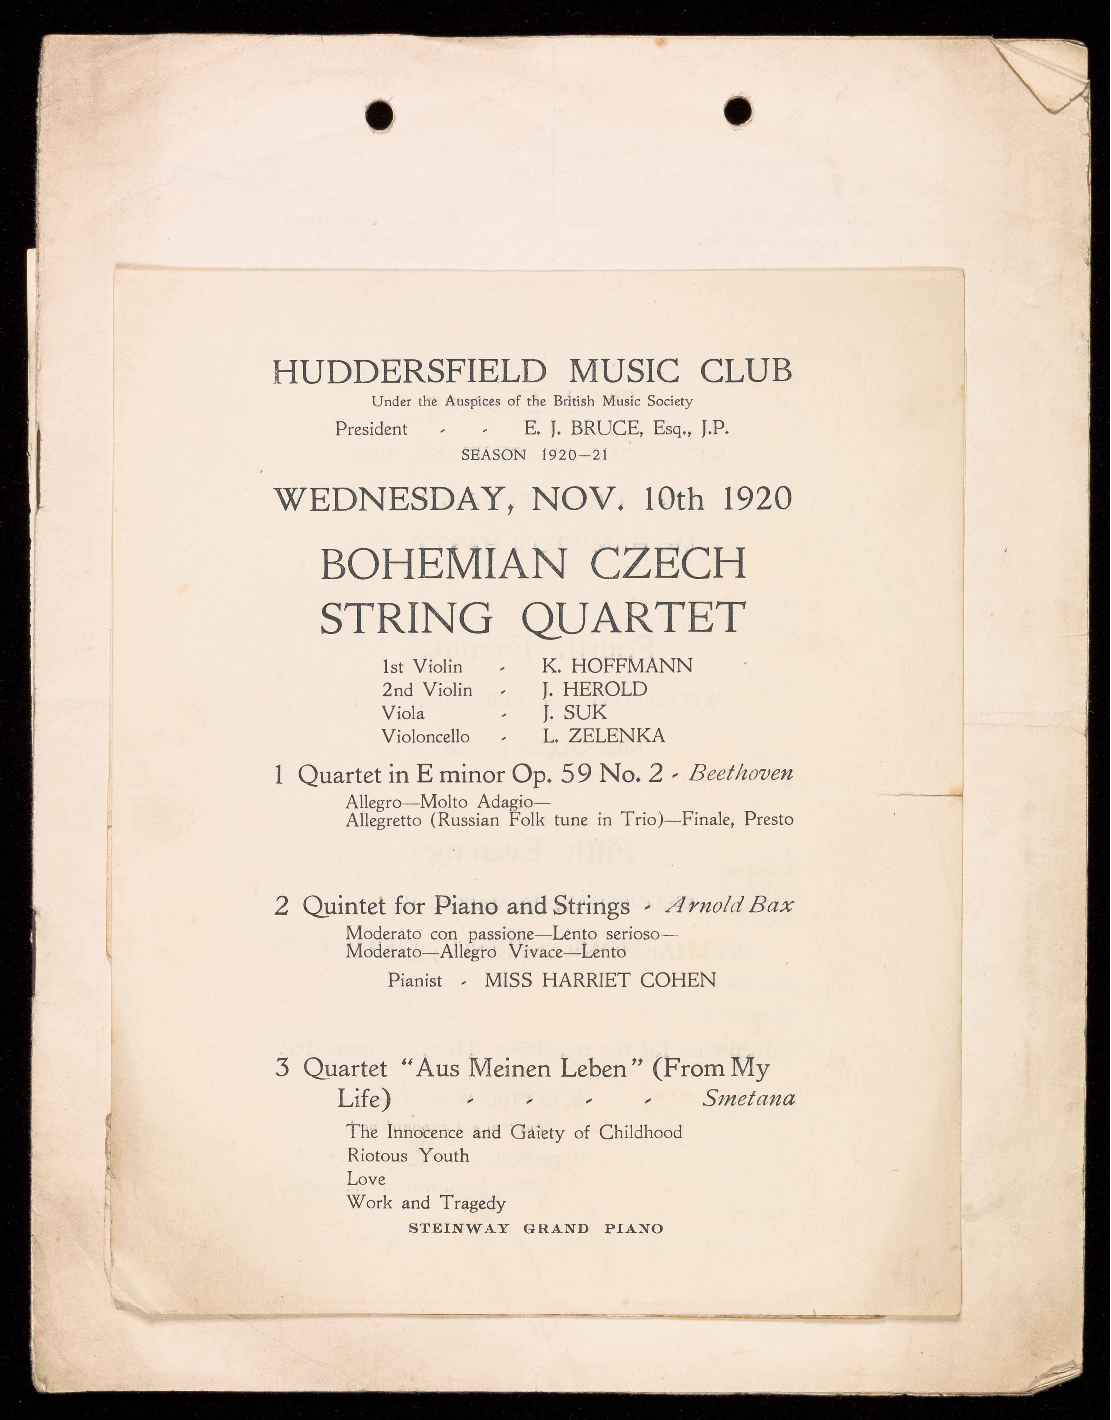 HUDDERSFIELD MUSIC CLUB
Under the Auspices of the British Music Society
President - - E. J. BRUCE, Esq., J.P.
SEASON 1920—21
WEDNESDAY, NOV. 10th 1920
BOHEMIAN CZECH
STRING QUARTET
1st Violin - K. HOFFMANN
2nd Violin - J. HEROLD
Viola - J. SUK
Violoncello - L. ZELENKA
1 Quartet in E minor Op. 59 No. 2 - Beethoven
Allegro—Molto Adagio—
Allegretto (Russian Folk tune in Trio)—Finale, Presto
2 Quintet for Piano and Strings - Arnold Bax
Moderato con passione—Lento serioso—
Moderato—Allegro Vivace—Lento
Pianist - MISS HARRIET COHEN
3 Quartet "Aus Meinen Leben" (From My
Life) - - - - Smetana
The Innocence and Gaiety of Childhood
Riotous Youth
Love
Work and Tragedy
STEINWAY GRAND PIANO